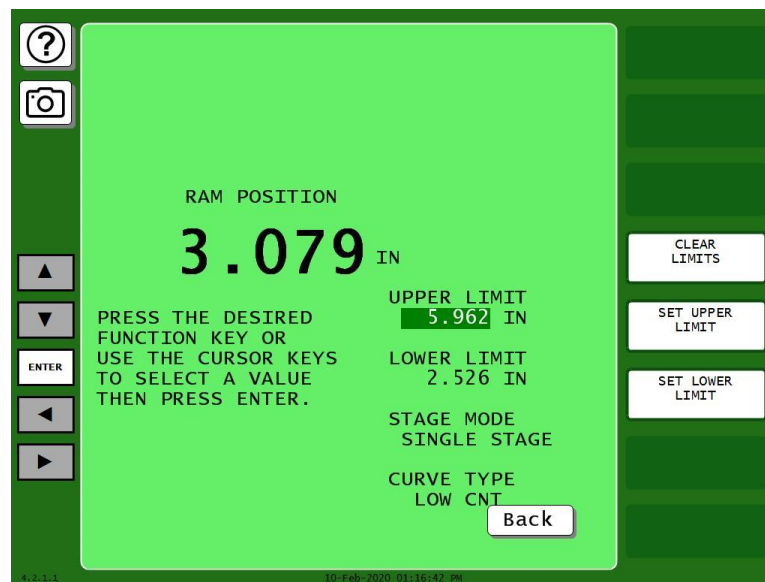 ?
RAM POSITION
3.079 IN
PRESS THE DESIRED
FUNCTION KEY OR
USE THE CURSOR KEYS
TO SELECT A VALUE
THEN PRESS ENTER.
UPPER LIMIT
5.962 IN
LOWER LIMIT
2.526 IN
STAGE MODE
SINGLE STAGE
CURVE TYPE
LOW CNT
Back
ENTER
CLEAR
LIMITS
SET UPPER
LIMIT
SET LOWER
LIMIT
4.2.1.1
10-Feb-2020 01:16:42 PM